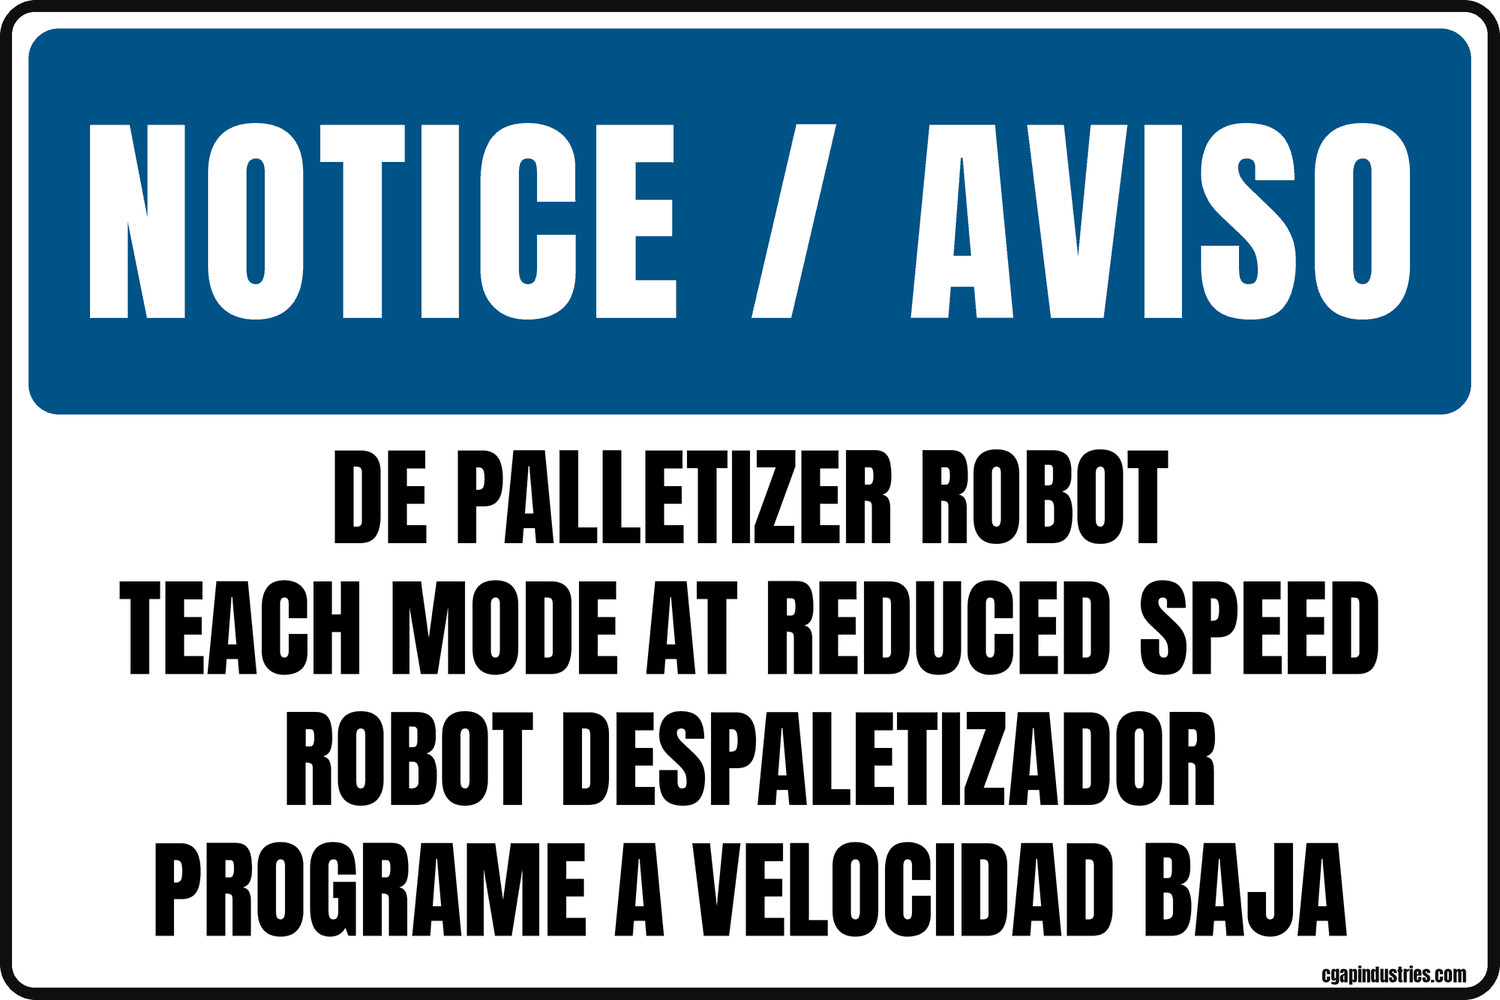 NOTICE / AVISO
DE PALLETIZER ROBOT
TEACH MODE AT REDUCED SPEED
ROBOT DESPALETIZADOR
PROGRAME A VELOCIDAD BAJA
cgapindustries.com